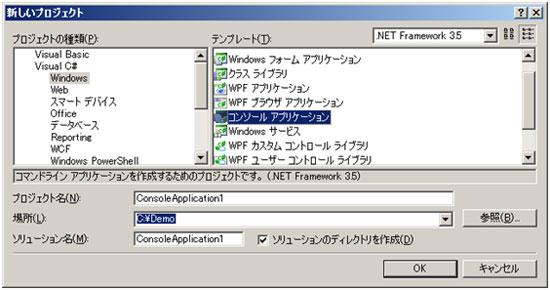 新しいプロジェクト
プロジェクトの種類(P):
Visual Basic
Visual C#
Windows
Web
スマート デバイス
Office
データベース
Reporting
WCF
Windows PowerShell
テンプレート(T):
.NET Framework 3.5
Windows フォーム アプリケーション
クラス ライブラリ
WPF アプリケーション
WPF ブラウザ アプリケーション
コンソール アプリケーション
Windows サービス
WPF カスタム コントロール ライブラリ
WPF ユーザー コントロール ライブラリ
コマンドライン アプリケーションを作成するためのプロジェクトです。(.NET Framework 3.5)
プロジェクト名(N):
ConsoleApplication1
場所(L):
C:¥Demo
参照(B)...
ソリューション名(M):
ConsoleApplication1
ソリューションのディレクトリを作成(D)
OK
キャンセル